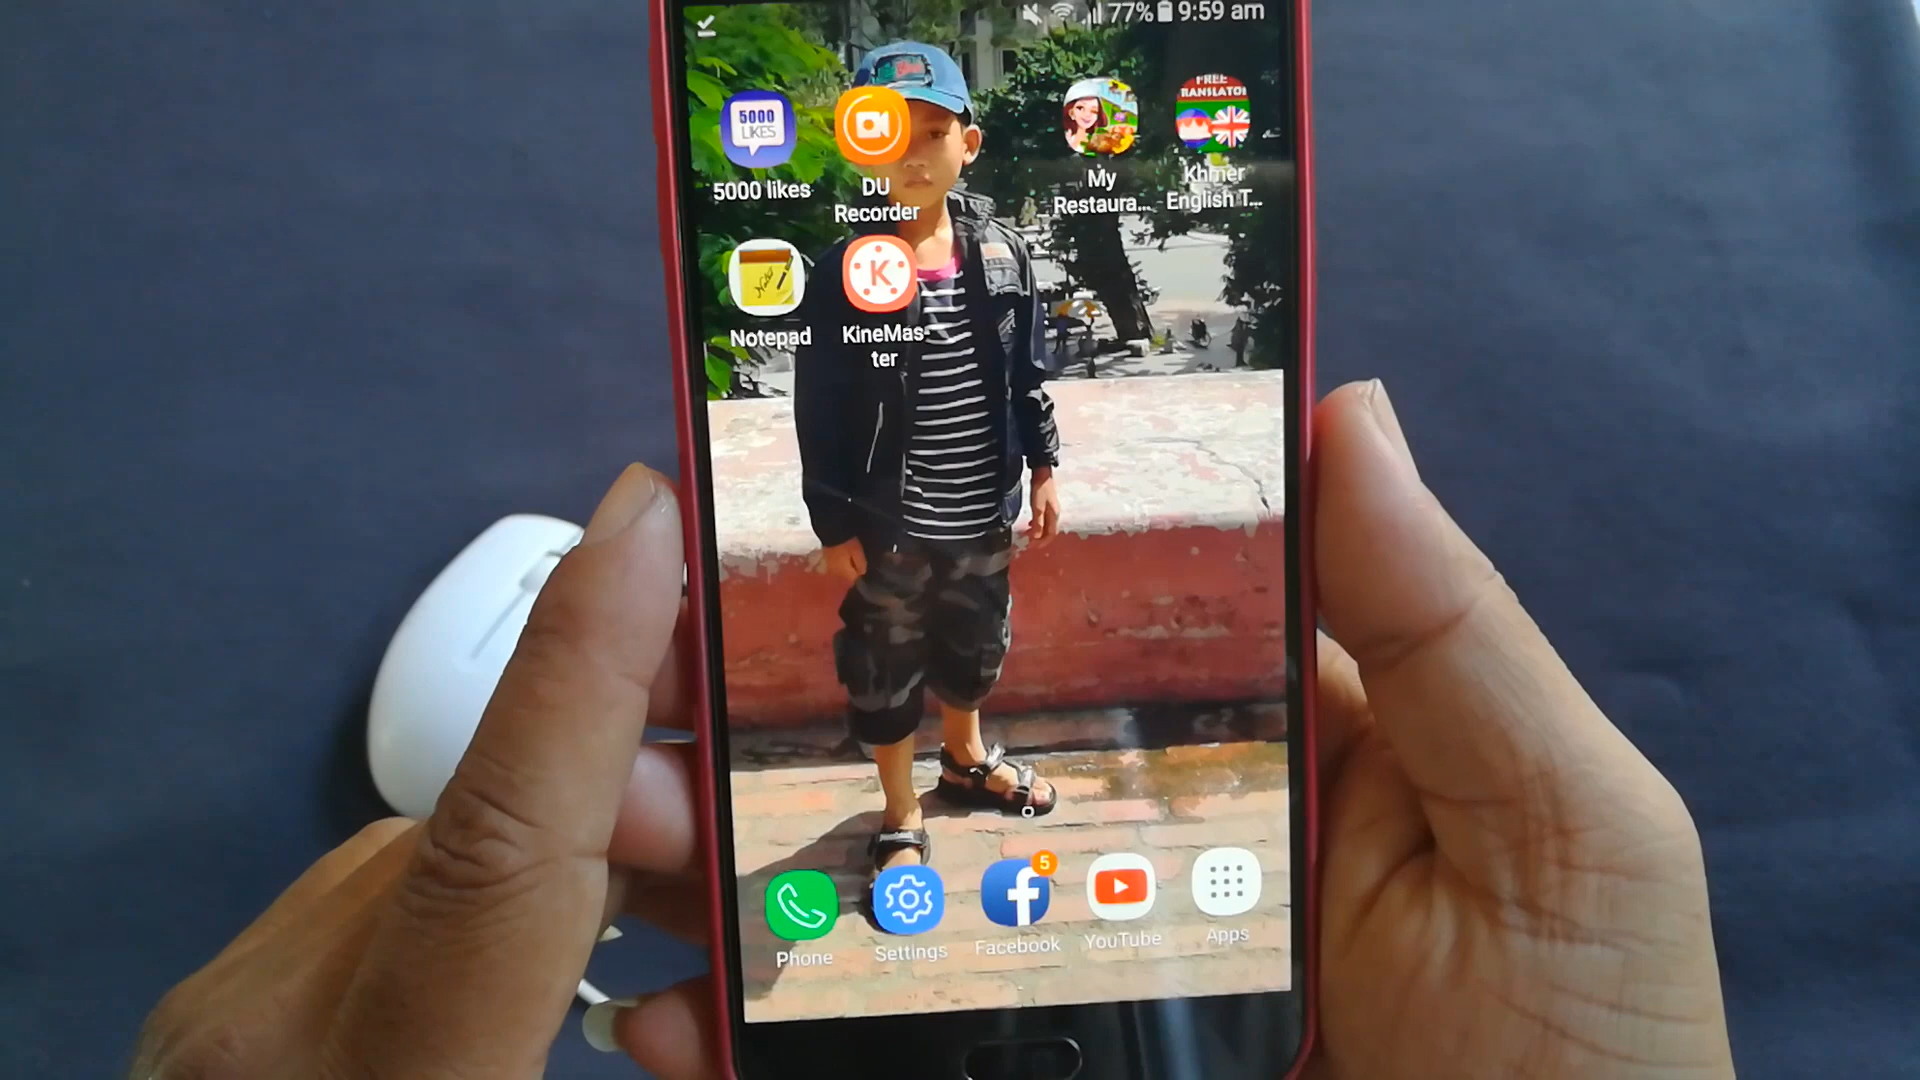 77% 9:59 am
5000
LIKES
FREE
TRANSLATOR
5000 likes
DU
Recorder
My
Restaura...
Khmer
English T...
Notes
K
Notepad
KineMas-
ter
5
f
Phone
Settings
Facebook
YouTube
Apps